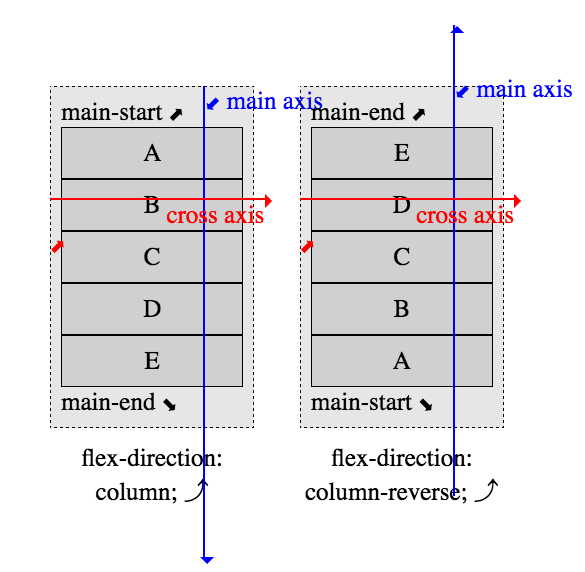 main axis
main-start
A
B
cross axis
C
D
E
main-end
flex-direction:
column;
main axis
main-end
E
D
cross axis
C
B
A
main-start
flex-direction:
column-reverse;